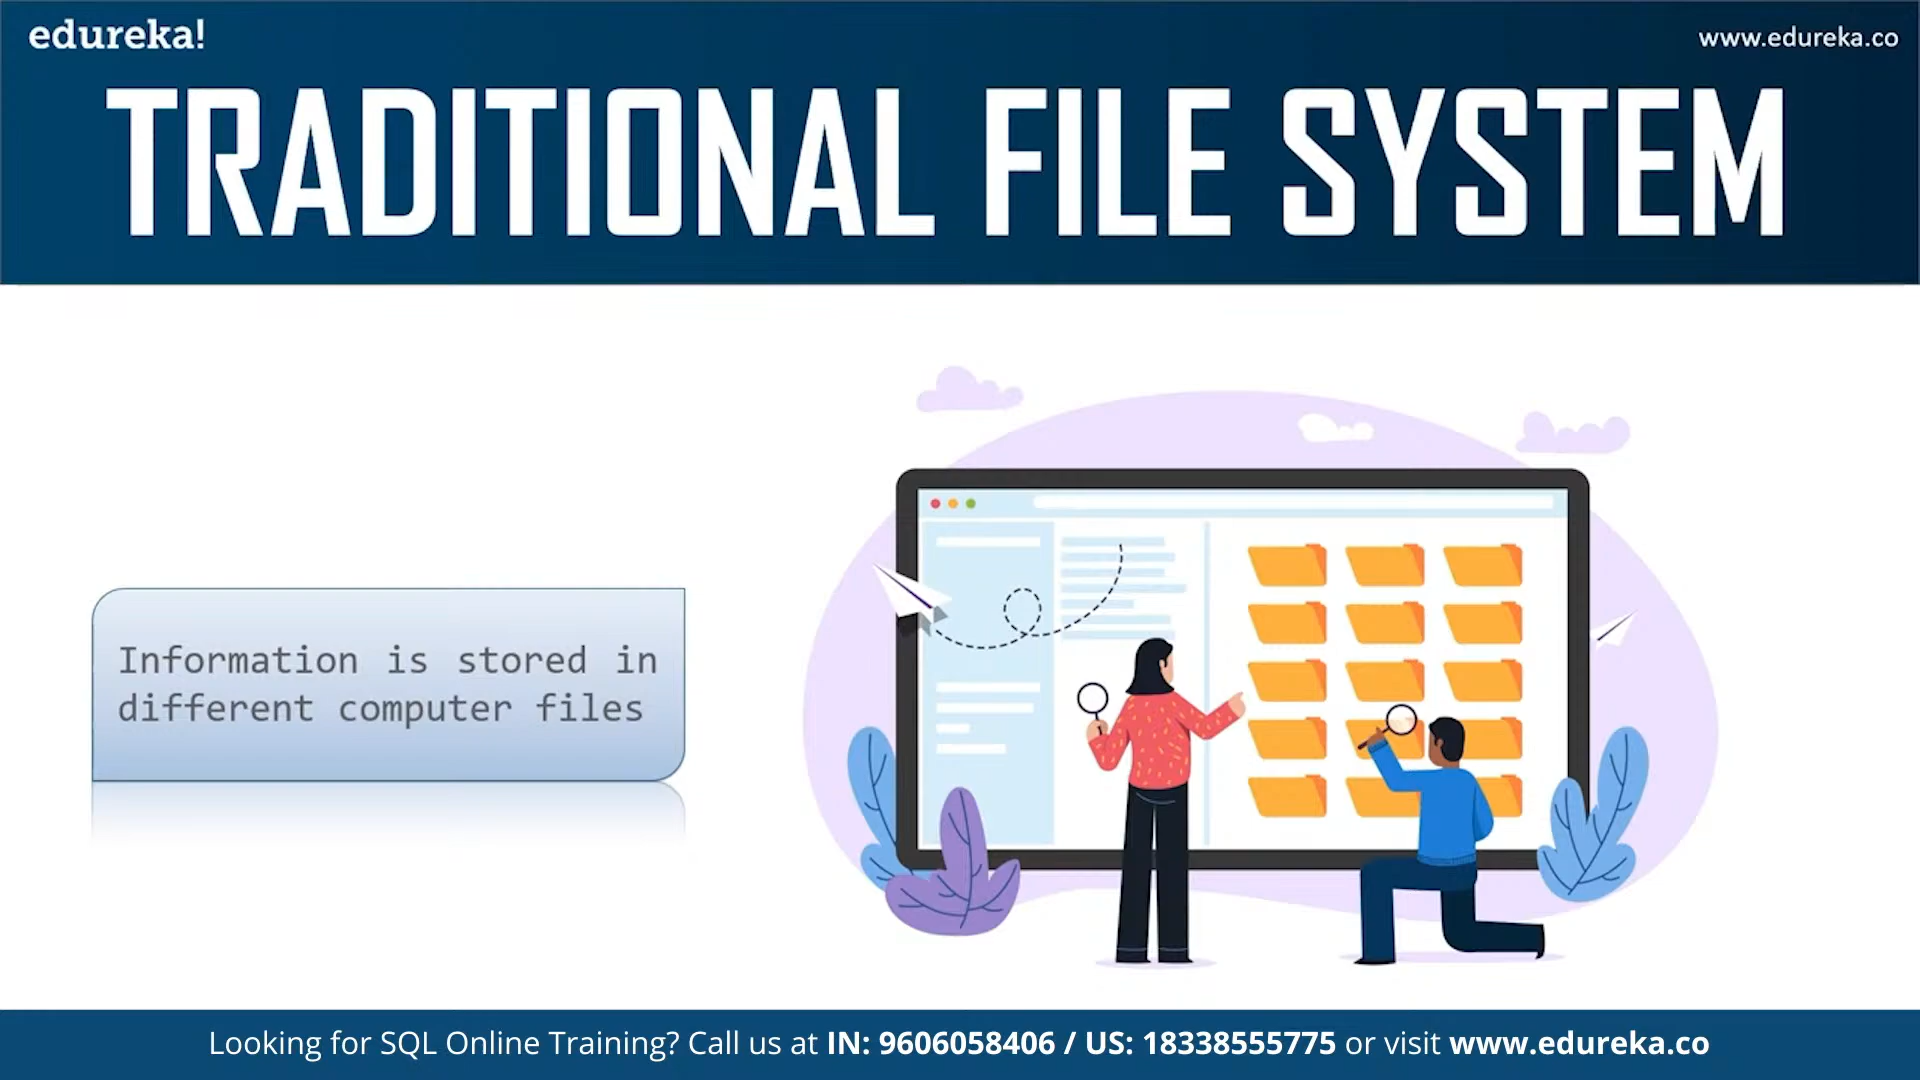 edureka!
www.edureka.co
TRADITIONAL FILE SYSTEM
Information is stored in
different computer files
Looking for SQL Online Training? Call us at IN: 9606058406 / US: 18338555775 or visit www.edureka.co